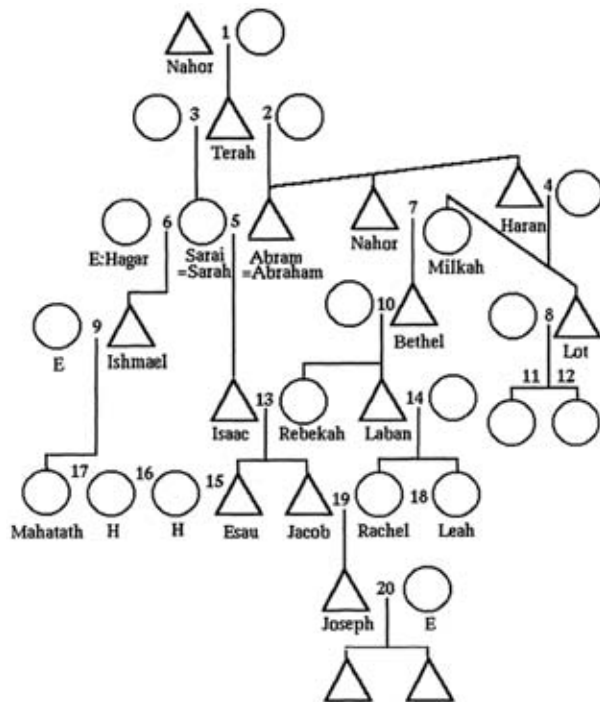 1
Nahor
3
2
Terah
4
6
5
7
Haran
E:Hagar
Sarai
=Sarah
Abram
=Abraham
Nahor
Milkah
9
10
8
E
Ishmael
Bethel
Lot
11
12
13
14
Isaac
Rebekah
Laban
17
16
15
19
18
Mahatath
H
H
Esau
Jacob
Rachel
Leah
20
Joseph
E